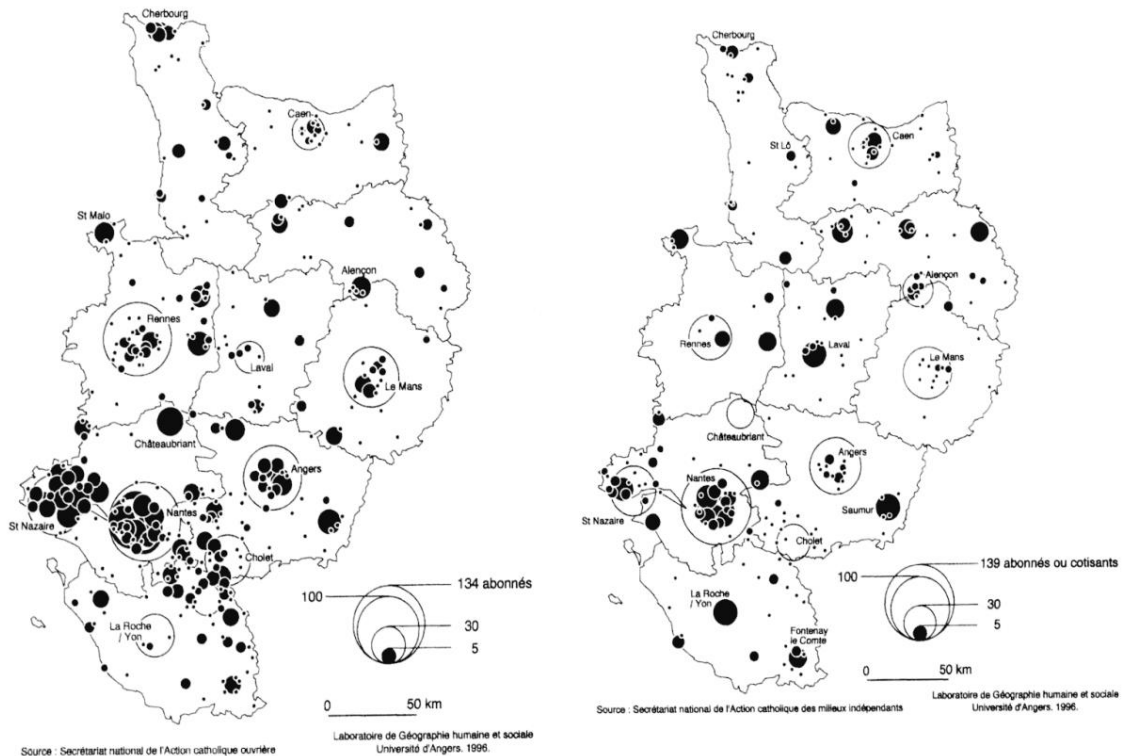 Cherbourg
Caen
St Malo
Alençon
Rennes
Laval
Le Mans
Châteaubriant
Angers
Nantes
St Nazaire
Cholet
La Roche
/ Yon
134 abonnés
100
30
5
0 50 km
Laboratoire de Géographie humaine et sociale
Université d'Angers. 1996.
Source : Secrétariat national de l'Action catholique ouvrière
Cherbourg
Caen
St Lô
Alençon
Rennes
Laval
Le Mans
Châteaubriant
Angers
Nantes
Saumur
St Nazaire
Cholet
La Roche
/ Yon
Fontenay
le Comte
139 abonnés ou cotisants
100
30
5
0 50 km
Laboratoire de Géographie humaine et sociale
Université d'Angers. 1996.
Source : Secrétariat national de l'Action catholique des milieux indépendants